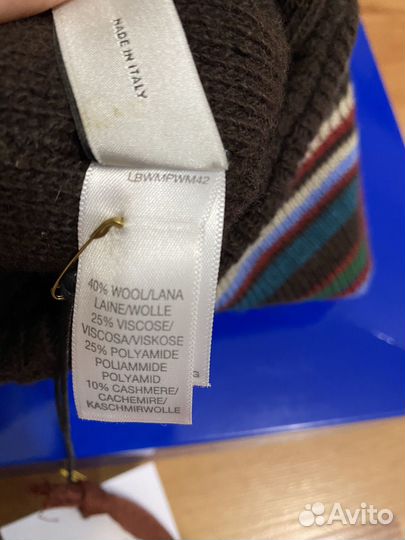 MADE IN ITALY
LBWMPWM42
40% WOOL/LANA
LAINE/WOLLE
25% VISCOSE/
VISCOSA/VISKOSE
25% POLYAMIDE
POLIAMMIDE
POLYAMID
10% CASHMERE/
CACHEMIRE/
KASCHMIRWOLLE
G
Avito